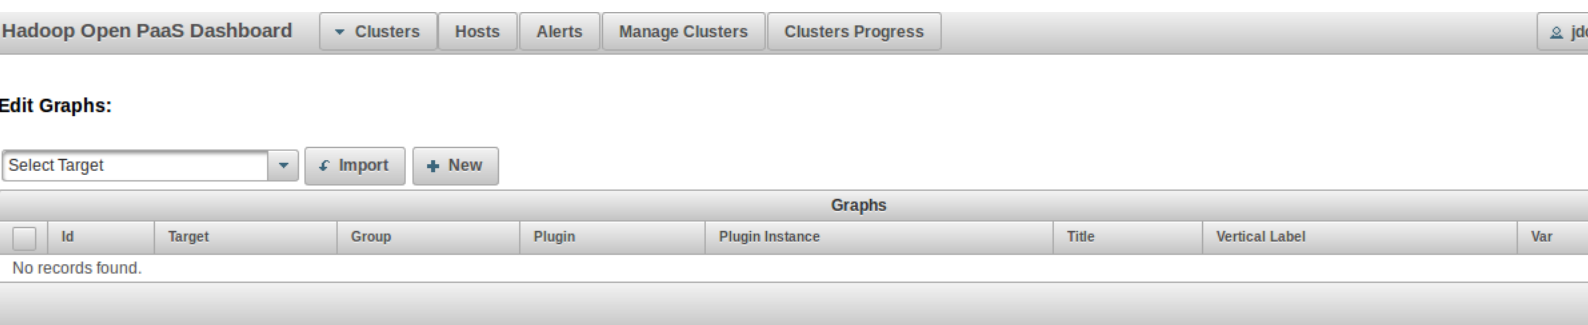 Hadoop Open PaaS Dashboard Clusters Hosts Alerts Manage Clusters Clusters Progress
Edit Graphs:
Select Target Import New
Graphs
Id Target Group Plugin Plugin Instance Title Vertical Label Var
No records found.